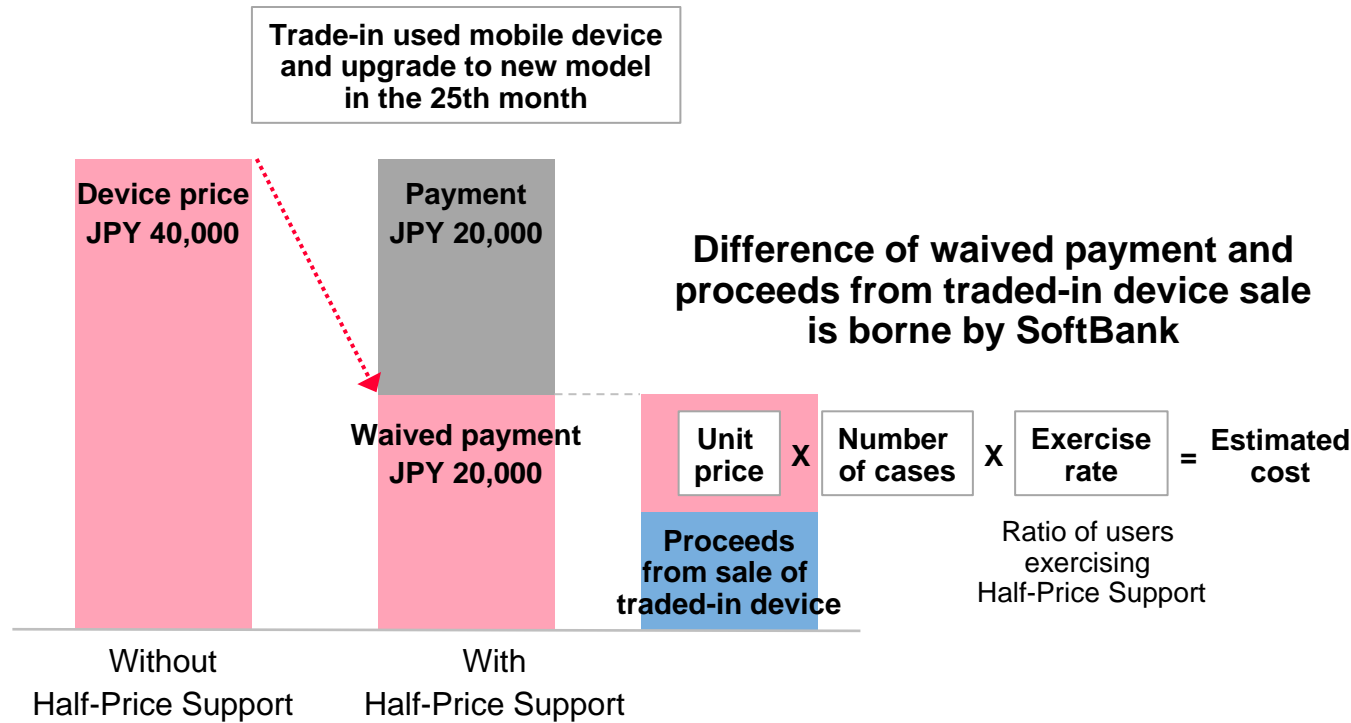 Trade-in used mobile device
and upgrade to new model
in the 25th month
Device price
JPY 40,000
Payment
JPY 20,000
Difference of waived payment and
proceeds from traded-in device sale
is borne by SoftBank
Waived payment
JPY 20,000
Unit
price
X
Number
of cases
X
Exercise
rate
=
Estimated
cost
Ratio of users
exercising
Half-Price Support
Proceeds
from sale of
traded-in device
Without
Half-Price Support
With
Half-Price Support